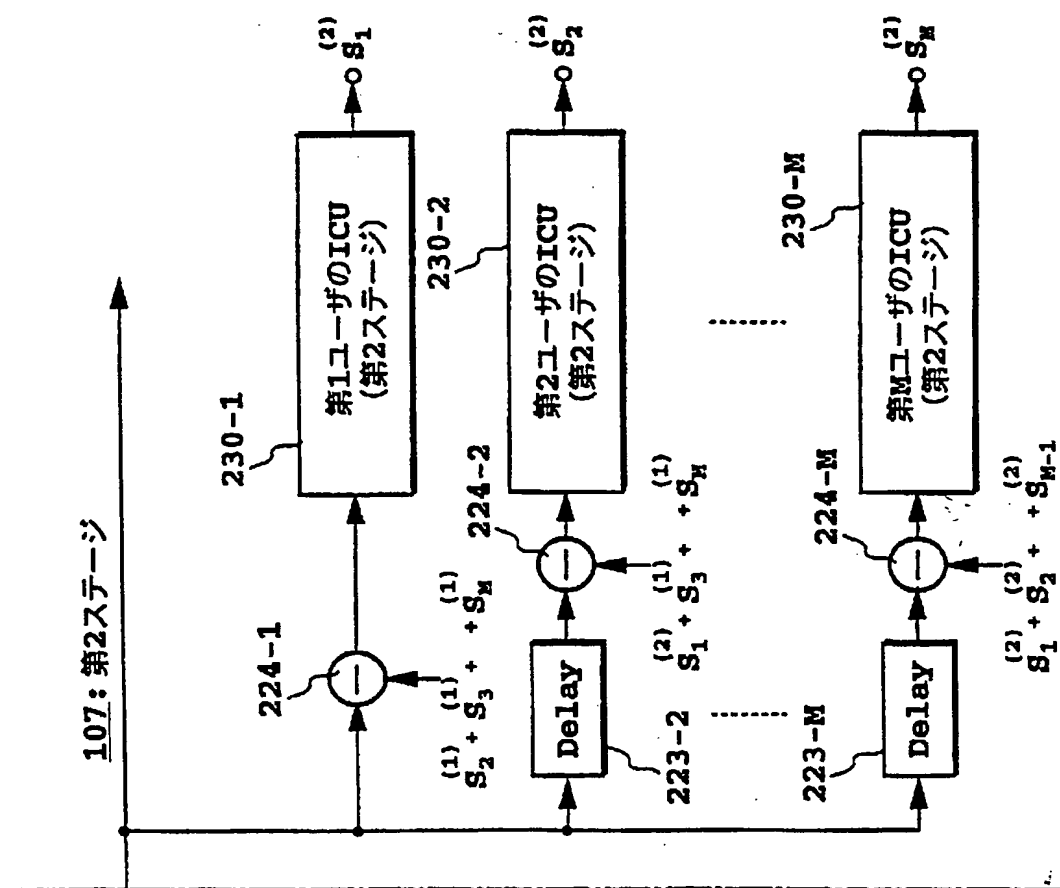 107: 第2ステージ
230-1
第1ユーザのICU
(第2ステージ)
S1(2)
224-1
S2(1) + S3(1) + + SM(1)
230-2
第2ユーザのICU
(第2ステージ)
S2(2)
224-2
Delay
223-2
S1(2) + S3(1) + + SM(1)
230-M
第MユーザのICU
(第2ステージ)
SM(2)
224-M
Delay
223-M
S1(2) + S2(2) + + SM-1(2)